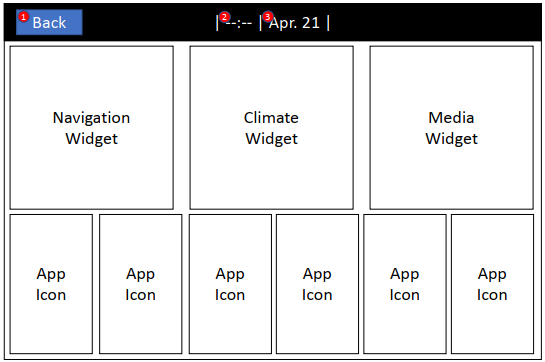 1 Back | 2 --:-- | 3 Apr. 21 |
Navigation
Widget
Climate
Widget
Media
Widget
App
Icon
App
Icon
App
Icon
App
Icon
App
Icon
App
Icon